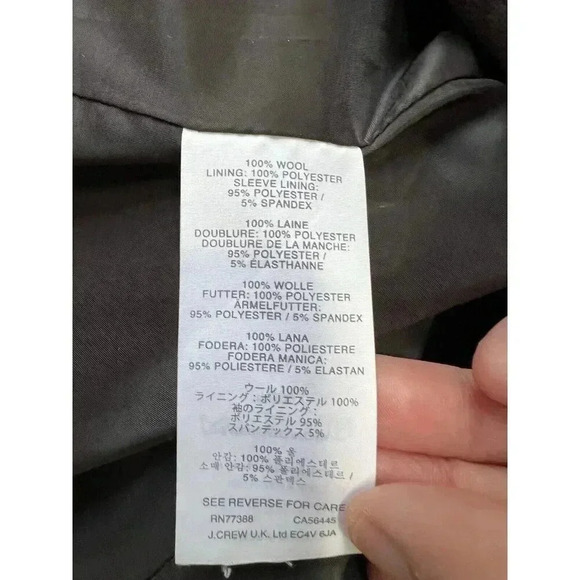 100% WOOL
LINING: 100% POLYESTER
SLEEVE LINING:
95% POLYESTER /
5% SPANDEX
100% LAINE
DOUBLURE: 100% POLYESTER
DOUBLURE DE LA MANCHE:
95% POLYESTER /
5% ÉLASTHANNE
100% WOLLE
FUTTER: 100% POLYESTER
ÄRMELFUTTER:
95% POLYESTER / 5% SPANDEX
100% LANA
FODERA: 100% POLIESTERE
FODERA MANICA:
95% POLIESTERE / 5% ELASTAN
ウール 100%
ライニング：ポリエステル 100%
袖のライニング：
ポリエステル 95%
スパンデックス 5%
100% 울
안감: 100% 폴리에스테르
소매 안감: 95% 폴리에스테르 /
5% 스판덱스
SEE REVERSE FOR CARE
RN77388 CA56445
J.CREW U.K. Ltd EC4V 6JA